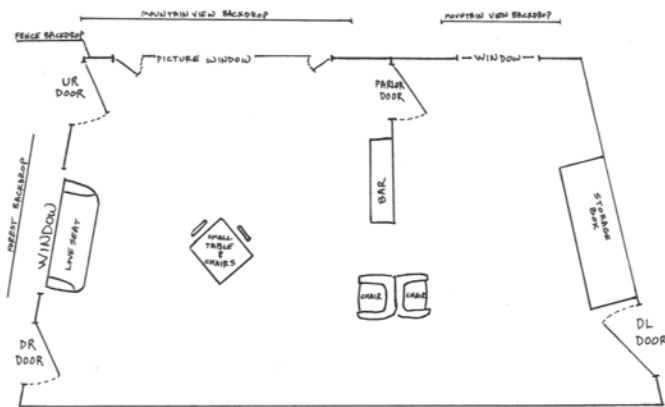 MOUNTAIN VIEW BACKDROP
MOUNTAIN VIEW BACKDROP
FENCE BACKDROP
PICTURE WINDOW
WINDOW
UR
DOOR
PARLOR
DOOR
FOREST BACKDROP
WINDOW
LOVE SEAT
BAR
STORAGE
BOX
SMALL
TABLE
&
CHAIRS
CHAIR
CHAIR
DR
DOOR
DL
DOOR